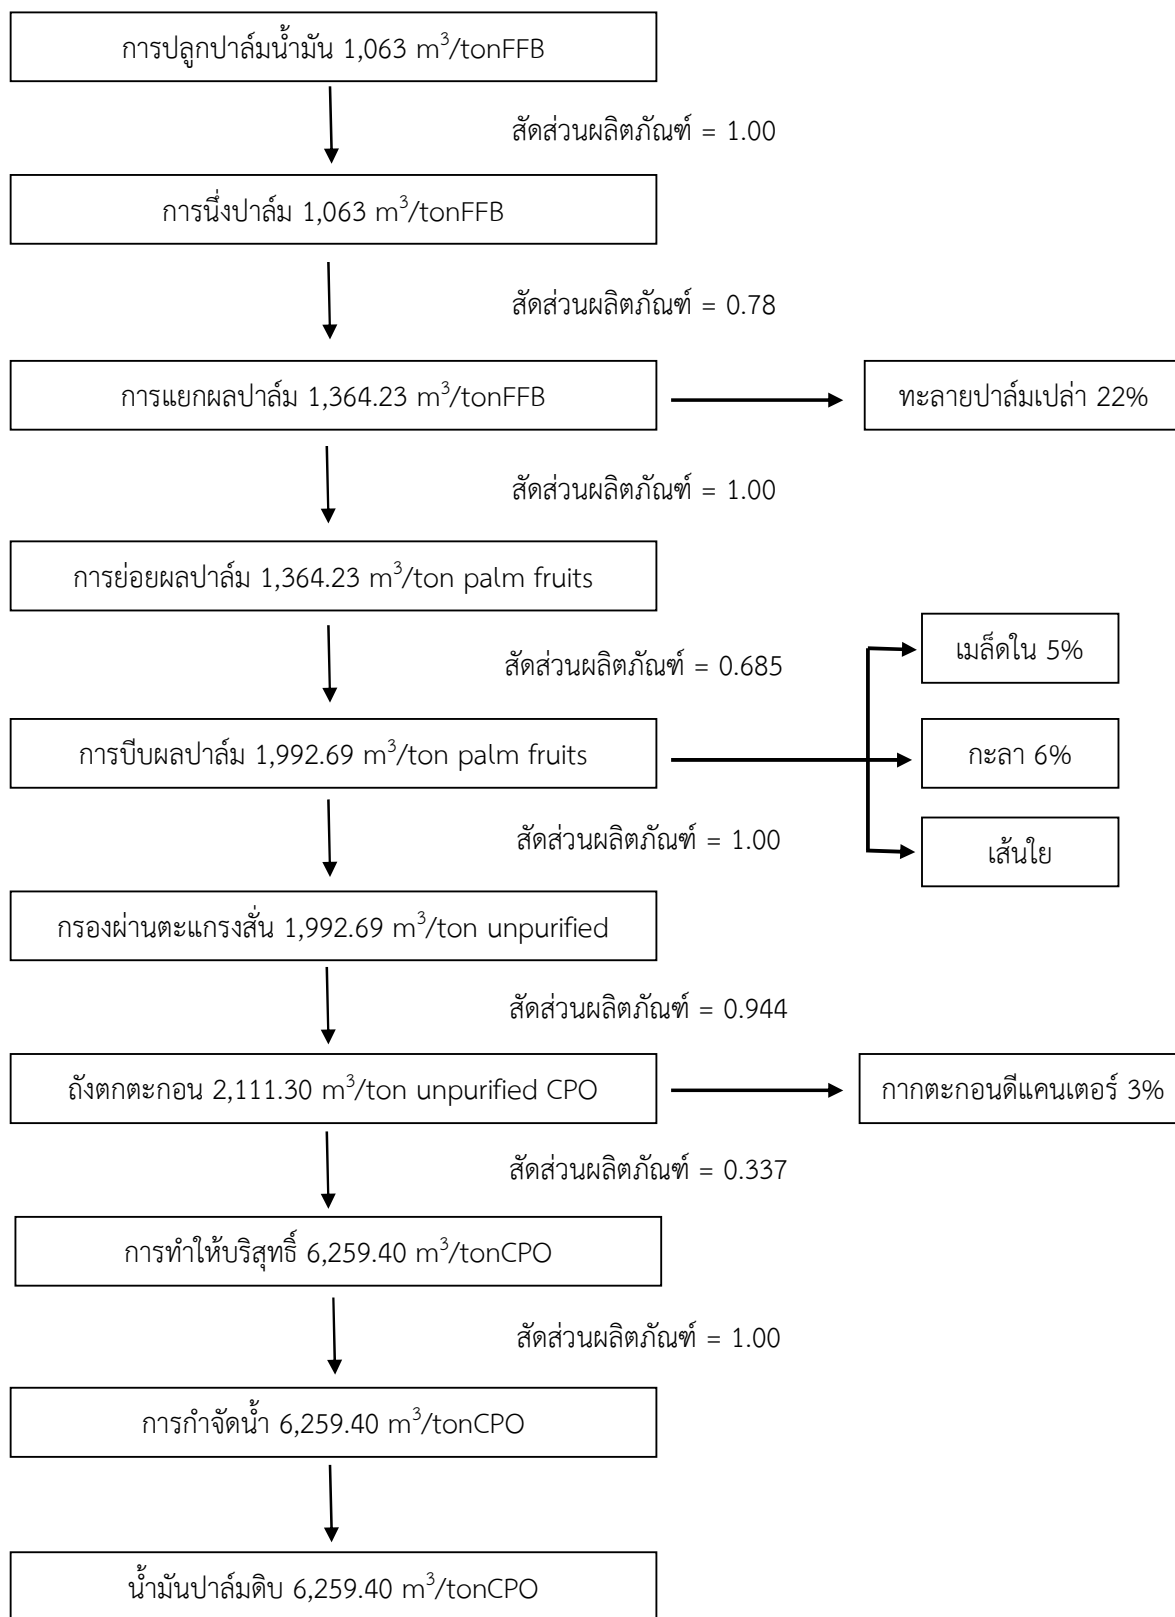 การปลูกปาล์มน้ำมัน 1,063 m³/tonFFB
สัดส่วนผลิตภัณฑ์ = 1.00
การนึ่งปาล์ม 1,063 m³/tonFFB
สัดส่วนผลิตภัณฑ์ = 0.78
การแยกผลปาล์ม 1,364.23 m³/tonFFB
ทะลายปาล์มเปล่า 22%
สัดส่วนผลิตภัณฑ์ = 1.00
การย่อยผลปาล์ม 1,364.23 m³/ton palm fruits
สัดส่วนผลิตภัณฑ์ = 0.685
เมล็ดใน 5%
การบีบผลปาล์ม 1,992.69 m³/ton palm fruits
กะลา 6%
สัดส่วนผลิตภัณฑ์ = 1.00
เส้นใย
กรองผ่านตะแกรงสั่น 1,992.69 m³/ton unpurified
สัดส่วนผลิตภัณฑ์ = 0.944
ถังตกตะกอน 2,111.30 m³/ton unpurified CPO
กากตะกอนดีแคนเตอร์ 3%
สัดส่วนผลิตภัณฑ์ = 0.337
การทำให้บริสุทธิ์ 6,259.40 m³/tonCPO
สัดส่วนผลิตภัณฑ์ = 1.00
การกำจัดน้ำ 6,259.40 m³/tonCPO
น้ำมันปาล์มดิบ 6,259.40 m³/tonCPO